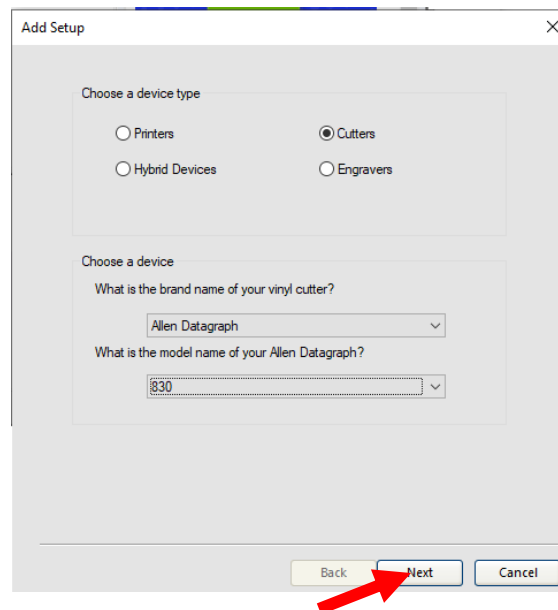 Add Setup
Choose a device type
Printers Cutters
Hybrid Devices Engravers
Choose a device
What is the brand name of your vinyl cutter?
Allen Datagraph
What is the model name of your Allen Datagraph?
830
Back Next Cancel